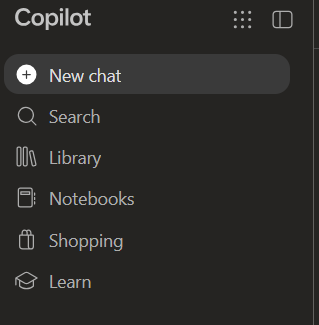 Copilot
New chat
Search
Library
Notebooks
Shopping
Learn